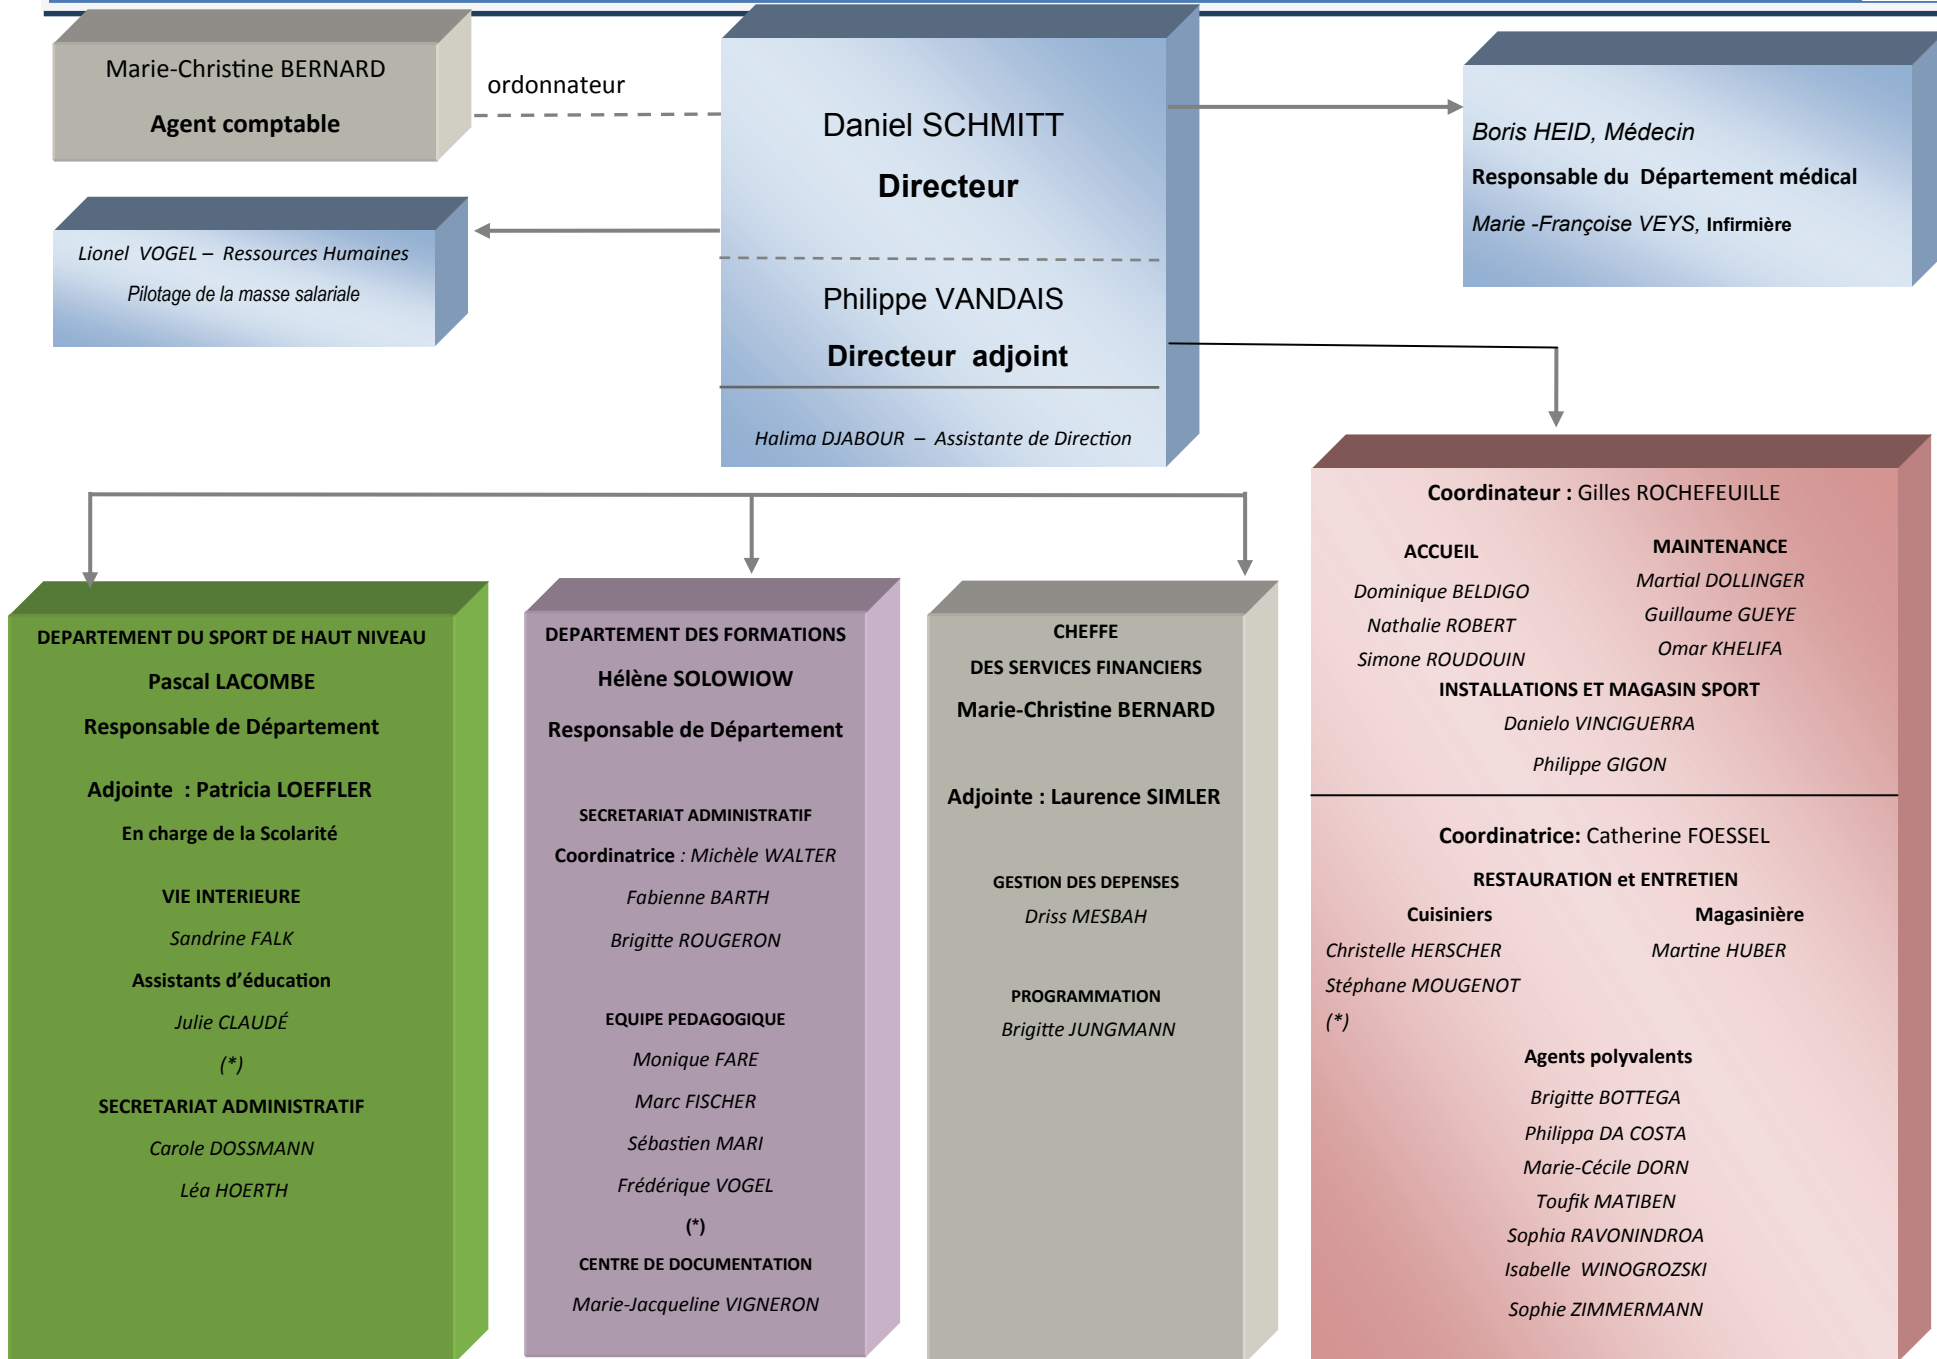 Marie-Christine BERNARD
Agent comptable
ordonnateur
Daniel SCHMITT
Directeur
Philippe VANDAIS
Directeur adjoint
Halima DJABOUR – Assistante de Direction
Boris HEID, Médecin
Responsable du Département médical
Marie -Françoise VEYS, Infirmière
Lionel VOGEL – Ressources Humaines
Pilotage de la masse salariale
DEPARTEMENT DU SPORT DE HAUT NIVEAU
Pascal LACOMBE
Responsable de Département
Adjointe : Patricia LOEFFLER
En charge de la Scolarité
VIE INTERIEURE
Sandrine FALK
Assistants d’éducation
Julie CLAUDÉ
(*)
SECRETARIAT ADMINISTRATIF
Carole DOSSMANN
Léa HOERTH
DEPARTEMENT DES FORMATIONS
Hélène SOLOWIOW
Responsable de Département
SECRETARIAT ADMINISTRATIF
Coordinatrice : Michèle WALTER
Fabienne BARTH
Brigitte ROUGERON
EQUIPE PEDAGOGIQUE
Monique FARE
Marc FISCHER
Sébastien MARI
Frédérique VOGEL
(*)
CENTRE DE DOCUMENTATION
Marie-Jacqueline VIGNERON
CHEFFE
DES SERVICES FINANCIERS
Marie-Christine BERNARD
Adjointe : Laurence SIMLER
GESTION DES DEPENSES
Driss MESBAH
PROGRAMMATION
Brigitte JUNGMANN
Coordinateur : Gilles ROCHEFEUILLE
ACCUEIL
Dominique BELDIGO
Nathalie ROBERT
Simone ROUDOUIN
MAINTENANCE
Martial DOLLINGER
Guillaume GUEYE
Omar KHELIFA
INSTALLATIONS ET MAGASIN SPORT
Danielo VINCIGUERRA
Philippe GIGON
Coordinatrice: Catherine FOESSEL
RESTAURATION et ENTRETIEN
Cuisiniers
Christelle HERSCHER
Stéphane MOUGENOT
(*)
Magasinière
Martine HUBER
Agents polyvalents
Brigitte BOTTEGA
Philippa DA COSTA
Marie-Cécile DORN
Toufik MATIBEN
Sophia RAVONINDROA
Isabelle WINOGROZSKI
Sophie ZIMMERMANN